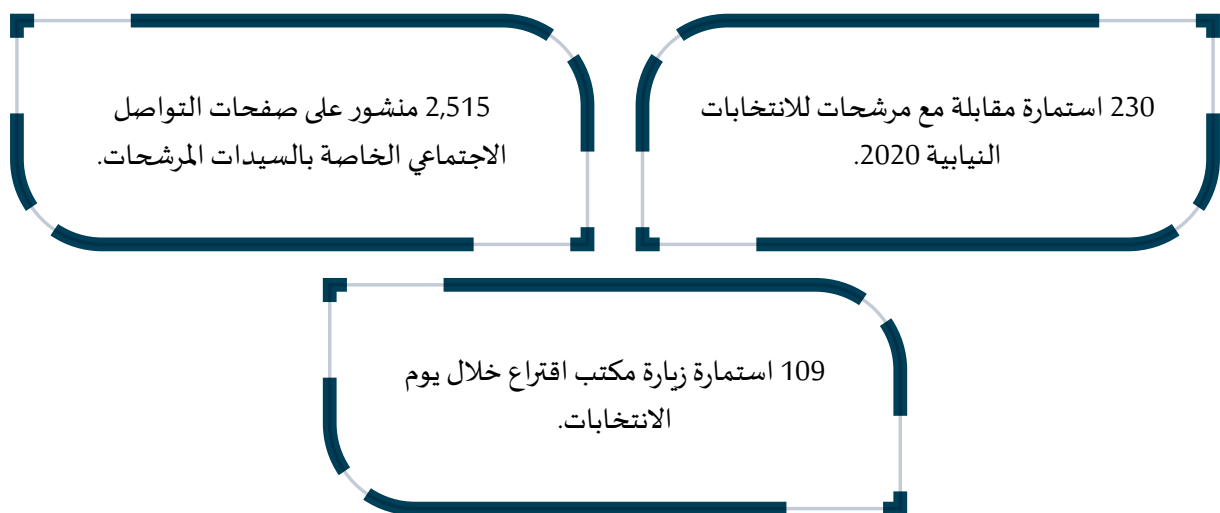 230 استمارة مقابلة مع مرشحات للانتخابات
النيابية 2020.
2,515 منشور على صفحات التواصل
الاجتماعي الخاصة بالسيدات المرشحات.
109 استمارة زيارة مكتب اقتراع خلال يوم
الانتخابات.